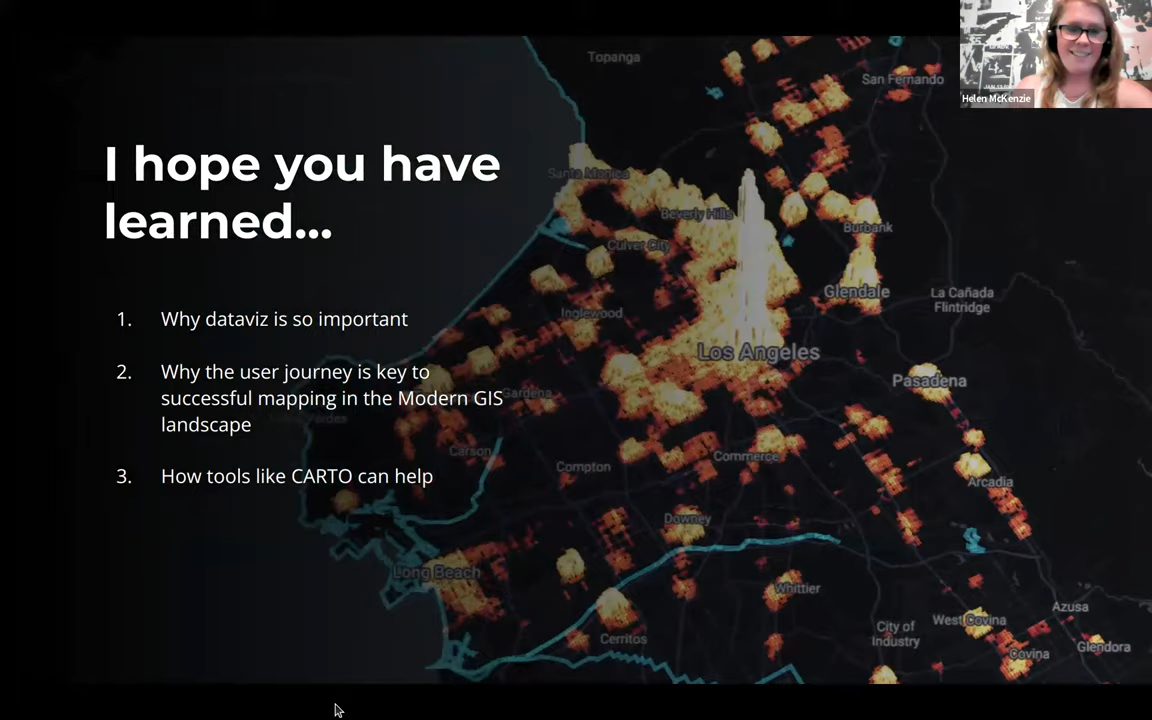 I hope you have
learned...
1. Why dataviz is so important
2. Why the user journey is key to
successful mapping in the Modern GIS
landscape
3. How tools like CARTO can help
Helen McKenzie
Topanga
San Fernando
Santa Monica
Beverly Hills
Culver City
Burbank
Glendale
La Cañada
Flintridge
Inglewood
Los Angeles
Pasadena
Gardena
Carson
Compton
Commerce
Arcadia
Downey
Long Beach
Whittier
Cerritos
City of
Industry
West Covina
Azusa
Covina
Glendora